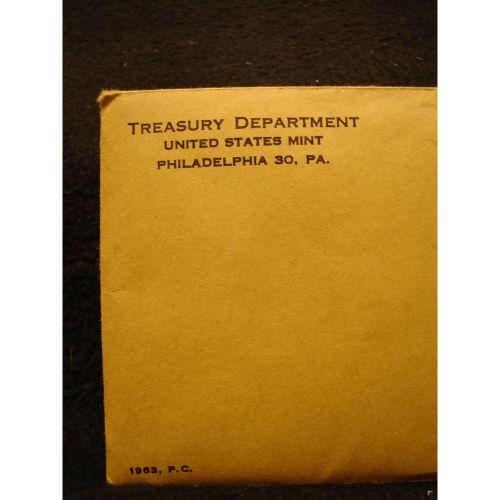 TREASURY DEPARTMENT
UNITED STATES MINT
PHILADELPHIA 30, PA.
1963, P.C.